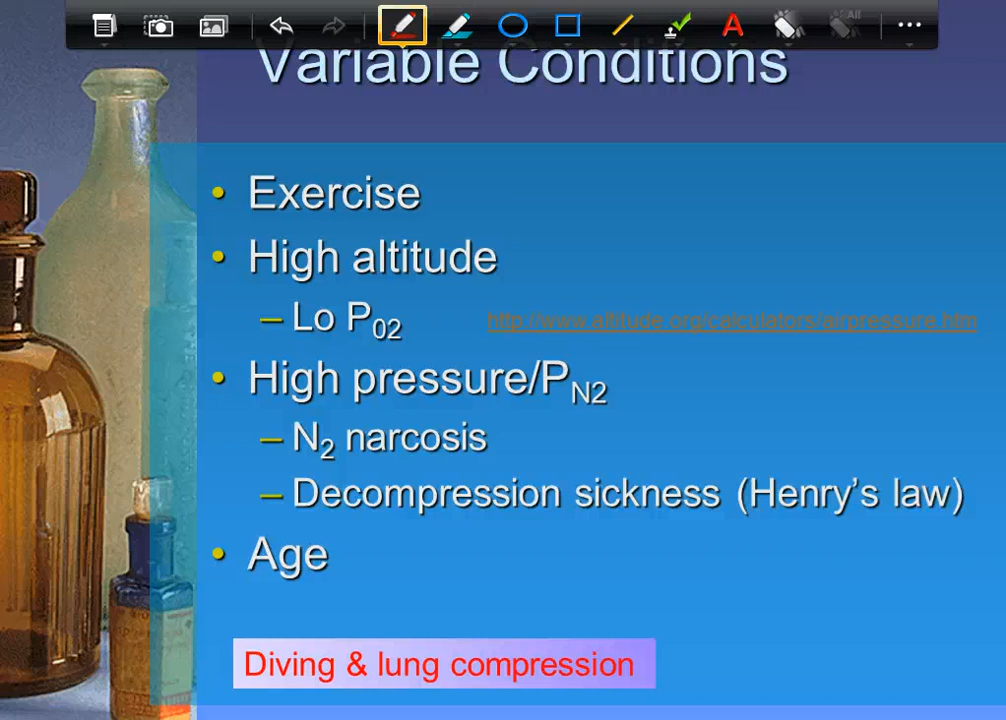 Variable Conditions
• Exercise
• High altitude
– Lo P02 http://www.altitude.org/calculators/airpressure.htm
• High pressure/PN2
– N2 narcosis
– Decompression sickness (Henry’s law)
• Age
Diving & lung compression